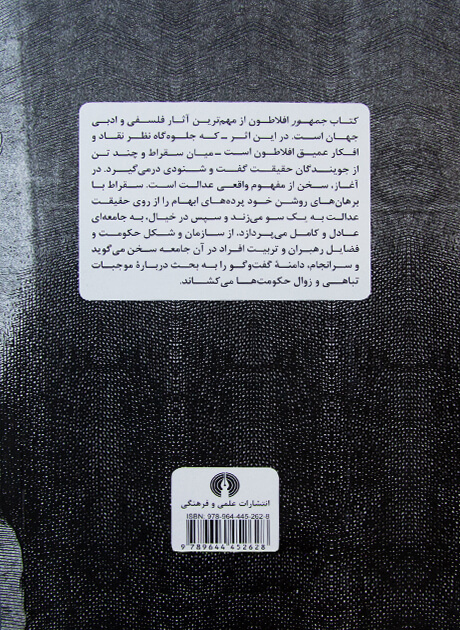 کتاب جمهور افلاطون از مهم‌ترین آثار فلسفی و ادبی
جهان است. در این اثر ـ که جلوه‌گاه نظر نقاد و
افکار عمیق افلاطون است ـ میان سقراط و چند تن
از جویندگان حقیقت گفت و شنودی درمی‌گیرد. در
آغاز، سخن از مفهوم واقعی عدالت است. سقراط با
برهان‌های روشن خود پرده‌های ابهام را از روی حقیقت
عدالت به یک سو می‌زند و سپس در خیال، به جامعه‌ای
عادل و کامل می‌پردازد، از سازمان و شکل حکومت و
فضایل رهبران و تربیت افراد در آن جامعه سخن می‌گوید
و سرانجام، دامنهٔ گفت‌وگو را به بحث دربارهٔ موجبات
تباهی و زوال حکومت‌ها می‌کشاند.
انتشارات علمی و فرهنگی
ISBN: 978-964-445-262-8
9 789644 452628